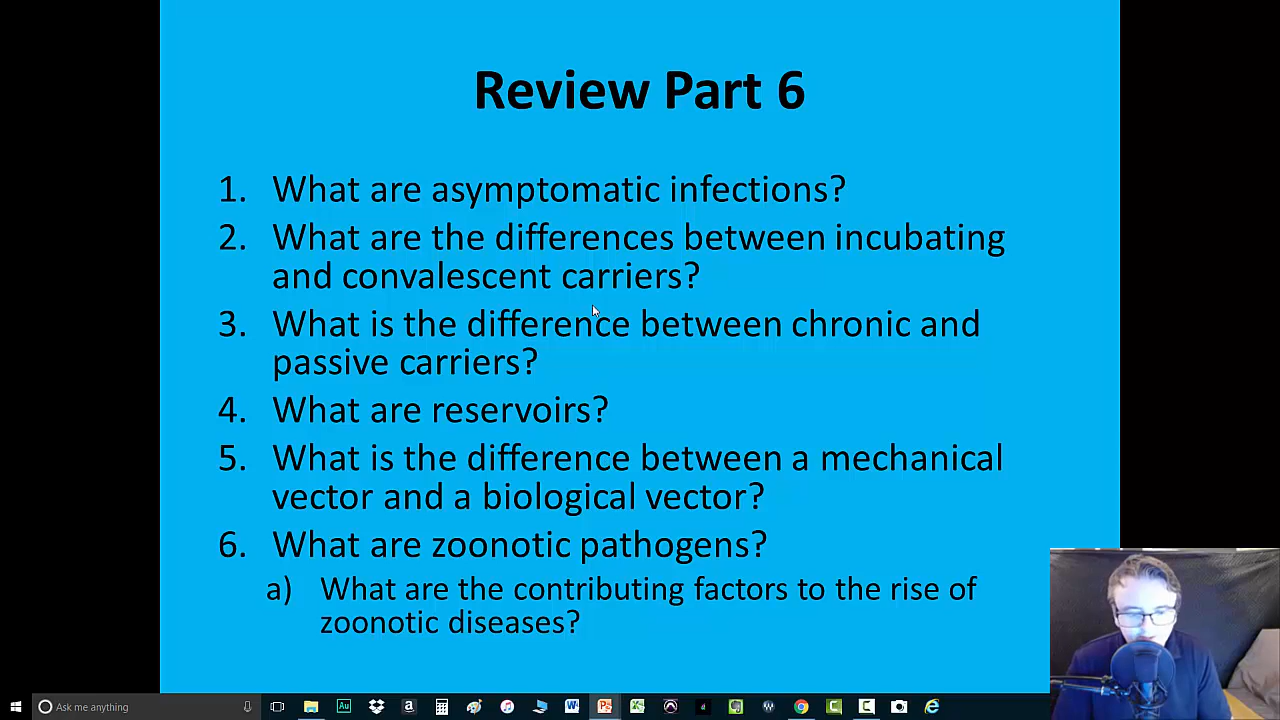 Review Part 6
1. What are asymptomatic infections?
2. What are the differences between incubating
and convalescent carriers?
3. What is the difference between chronic and
passive carriers?
4. What are reservoirs?
5. What is the difference between a mechanical
vector and a biological vector?
6. What are zoonotic pathogens?
a) What are the contributing factors to the rise of
zoonotic diseases?
Ask me anything